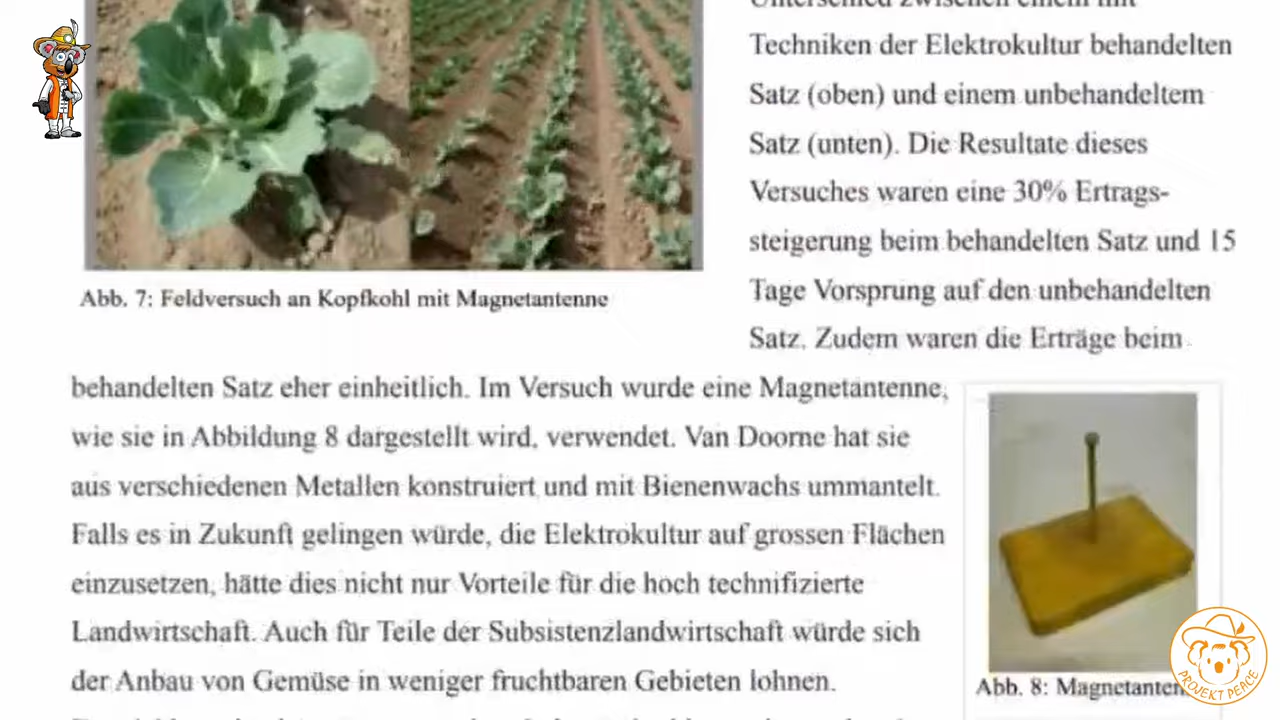 Unterschied zwischen einem mit
Techniken der Elektrokultur behandelten
Satz (oben) und einem unbehandeltem
Satz (unten). Die Resultate dieses
Versuches waren eine 30% Ertrags-
steigerung beim behandelten Satz und 15
Tage Vorsprung auf den unbehandelten
Satz. Zudem waren die Erträge beim
Abb. 7: Feldversuch an Kopfkohl mit Magnetantenne
behandelten Satz eher einheitlich. Im Versuch wurde eine Magnetantenne,
wie sie in Abbildung 8 dargestellt wird, verwendet. Van Doorne hat sie
aus verschiedenen Metallen konstruiert und mit Bienenwachs ummantelt.
Falls es in Zukunft gelingen würde, die Elektrokultur auf grossen Flächen
einzusetzen, hätte dies nicht nur Vorteile für die hoch technifizierte
Landwirtschaft. Auch für Teile der Subsistenzlandwirtschaft würde sich
der Anbau von Gemüse in weniger fruchtbaren Gebieten lohnen.
Abb. 8: Magnetanten
PROJEKT PEACE